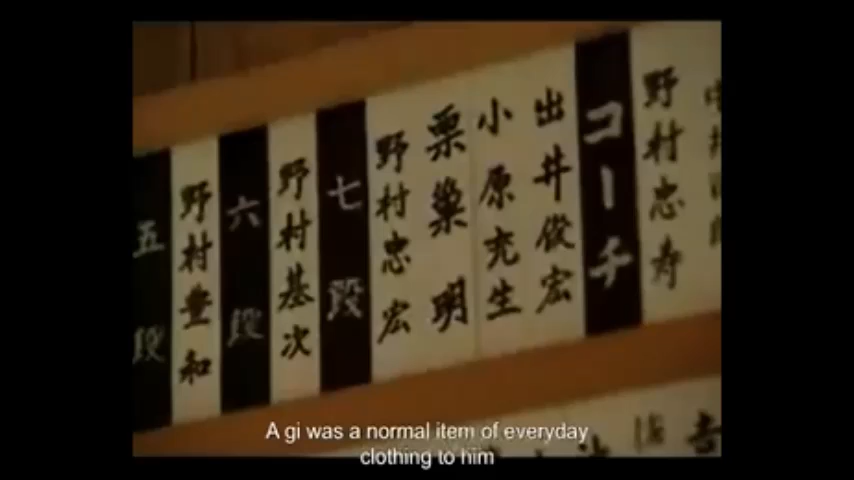 野村忠寿
コーチ
出井俊宏
小原充生
栗巣 明
野村忠宏
七段
野村基次
六段
野村豊和
五段
A gi was a normal item of everyday
clothing to him